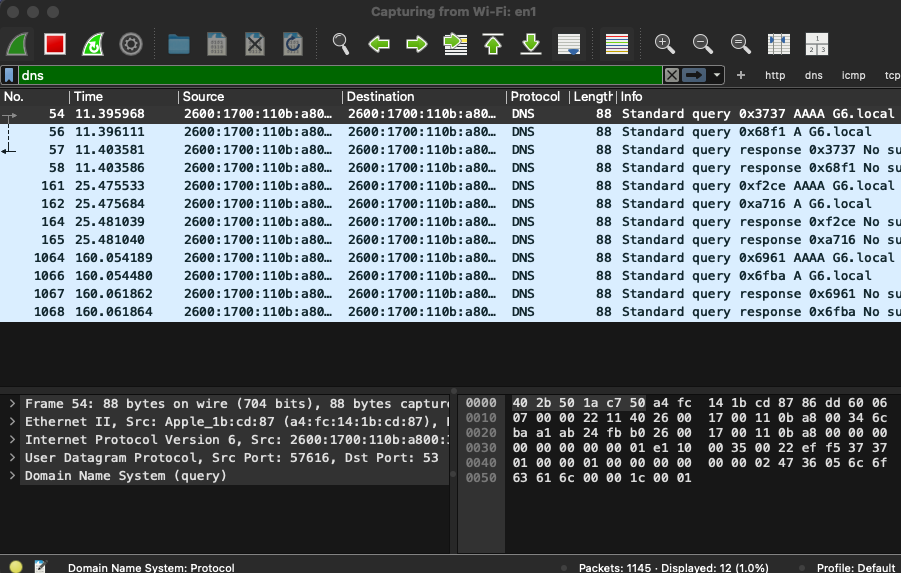 Capturing from Wi-Fi: en1
dns
+ http dns icmp tcp
No. Time Source Destination Protocol Length Info
54 11.395968 2600:1700:110b:a80… 2600:1700:110b:a80… DNS 88 Standard query 0x3737 AAAA G6.local
56 11.396111 2600:1700:110b:a80… 2600:1700:110b:a80… DNS 88 Standard query 0x68f1 A G6.local
57 11.403581 2600:1700:110b:a80… 2600:1700:110b:a80… DNS 88 Standard query response 0x3737 No su
58 11.403586 2600:1700:110b:a80… 2600:1700:110b:a80… DNS 88 Standard query response 0x68f1 No su
161 25.475533 2600:1700:110b:a80… 2600:1700:110b:a80… DNS 88 Standard query 0xf2ce AAAA G6.local
162 25.475684 2600:1700:110b:a80… 2600:1700:110b:a80… DNS 88 Standard query 0xa716 A G6.local
164 25.481039 2600:1700:110b:a80… 2600:1700:110b:a80… DNS 88 Standard query response 0xf2ce No su
165 25.481040 2600:1700:110b:a80… 2600:1700:110b:a80… DNS 88 Standard query response 0xa716 No su
1064 160.054189 2600:1700:110b:a80… 2600:1700:110b:a80… DNS 88 Standard query 0x6961 AAAA G6.local
1066 160.054480 2600:1700:110b:a80… 2600:1700:110b:a80… DNS 88 Standard query 0x6fba A G6.local
1067 160.061862 2600:1700:110b:a80… 2600:1700:110b:a80… DNS 88 Standard query response 0x6961 No su
1068 160.061864 2600:1700:110b:a80… 2600:1700:110b:a80… DNS 88 Standard query response 0x6fba No su
Frame 54: 88 bytes on wire (704 bits), 88 bytes captur
Ethernet II, Src: Apple_1b:cd:87 (a4:fc:14:1b:cd:87),
Internet Protocol Version 6, Src: 2600:1700:110b:a800:
User Datagram Protocol, Src Port: 57616, Dst Port: 53
Domain Name System (query)
0000 40 2b 50 1a c7 50 a4 fc 14 1b cd 87 86 dd 60 06
0010 07 00 00 22 11 40 26 00 17 00 11 0b a8 00 34 6c
0020 ba a1 ab 24 fb b0 26 00 17 00 11 0b a8 00 00 00
0030 00 00 00 00 00 01 e1 10 00 35 00 22 ef f5 37 37
0040 01 00 00 01 00 00 00 00 00 00 02 47 36 05 6c 6f
0050 63 61 6c 00 00 1c 00 01
Domain Name System: Protocol Packets: 1145 · Displayed: 12 (1.0%) Profile: Default